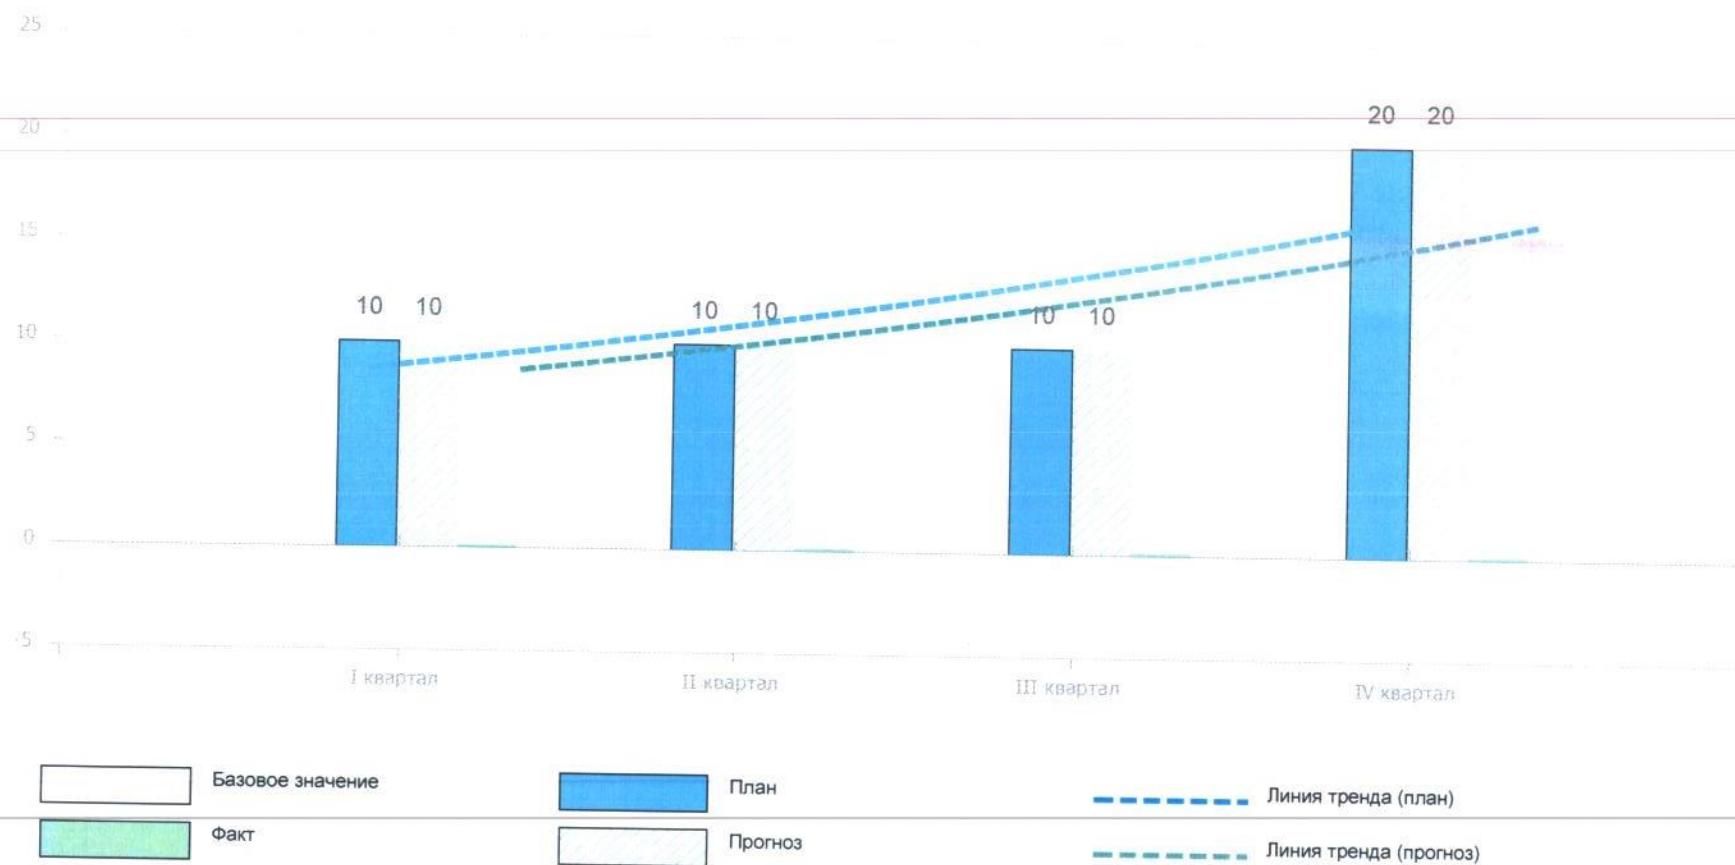 25
20
20 20
15
10 10
10 10
10 10
10
5
0
-5
I квартал
II квартал
III квартал
IV квартал
Базовое значение
План
Линия тренда (план)
Факт
Прогноз
Линия тренда (прогноз)